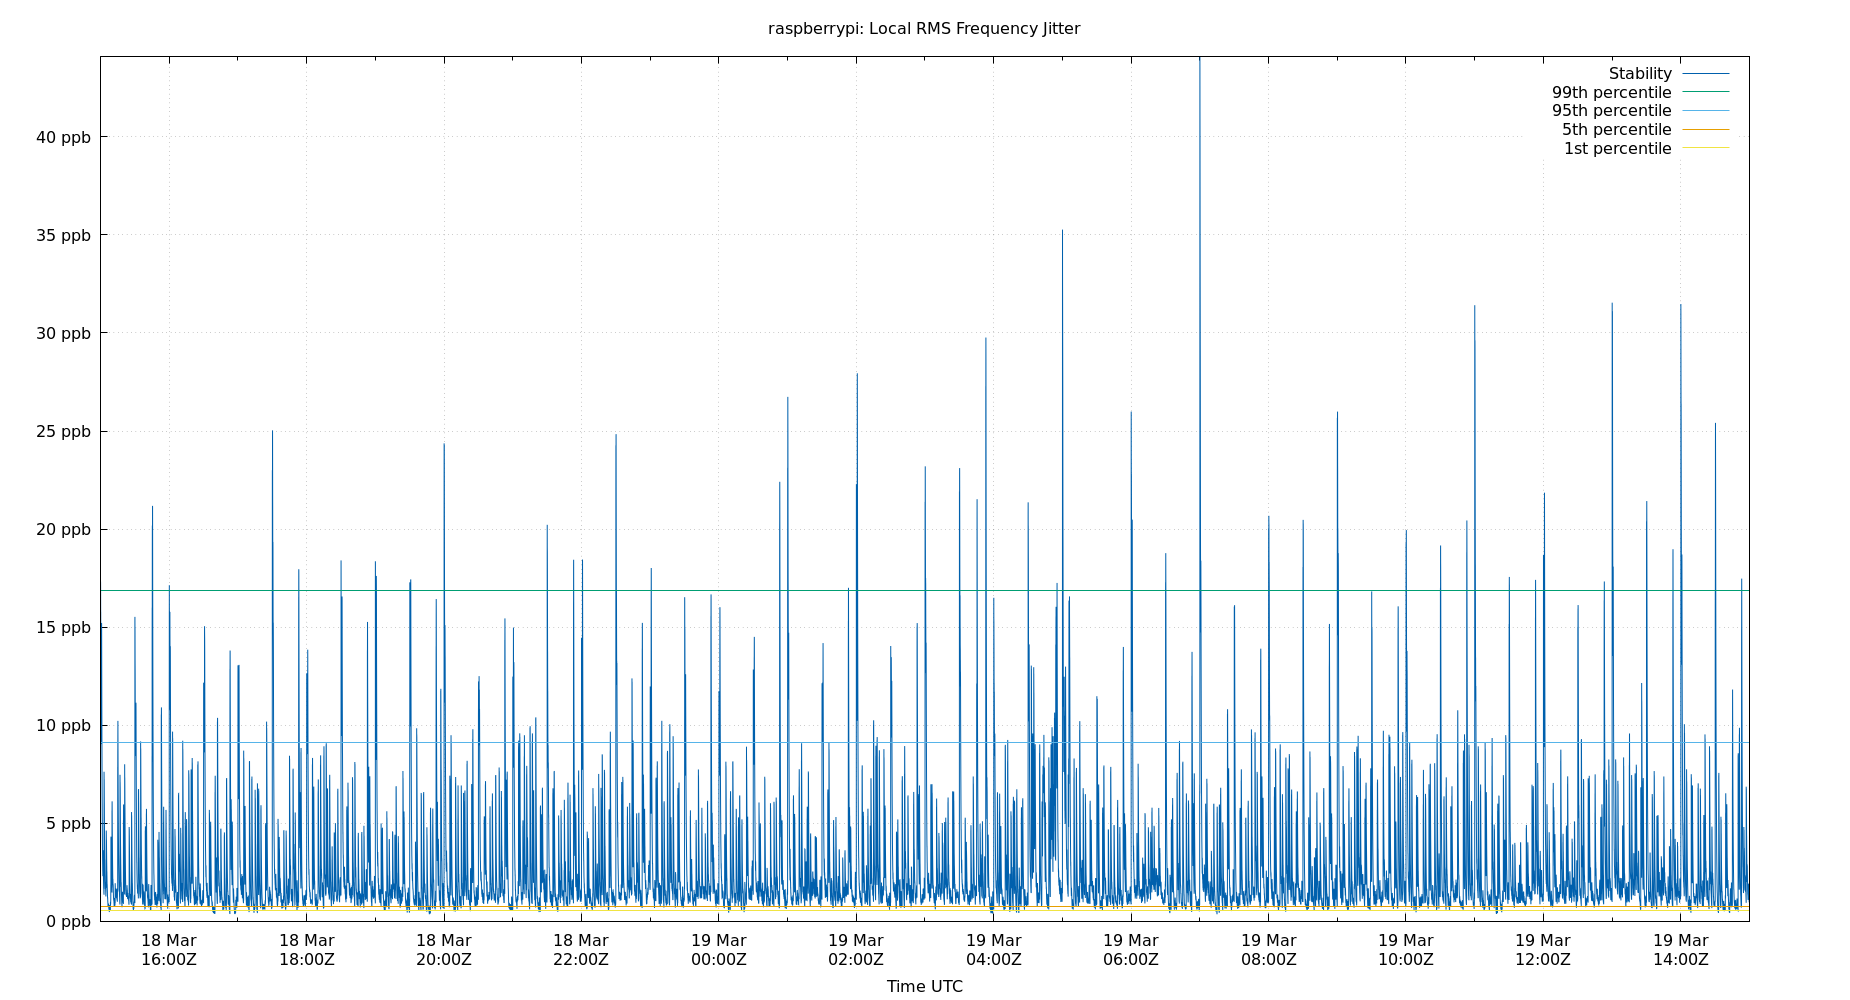 raspberrypi: Local RMS Frequency Jitter
Stability
99th percentile
95th percentile
5th percentile
1st percentile
40 ppb
35 ppb
30 ppb
25 ppb
20 ppb
15 ppb
10 ppb
5 ppb
0 ppb
18 Mar 18 Mar 18 Mar 18 Mar 19 Mar 19 Mar 19 Mar 19 Mar 19 Mar 19 Mar 19 Mar 19 Mar
16:00Z 18:00Z 20:00Z 22:00Z 00:00Z 02:00Z 04:00Z 06:00Z 08:00Z 10:00Z 12:00Z 14:00Z
Time UTC